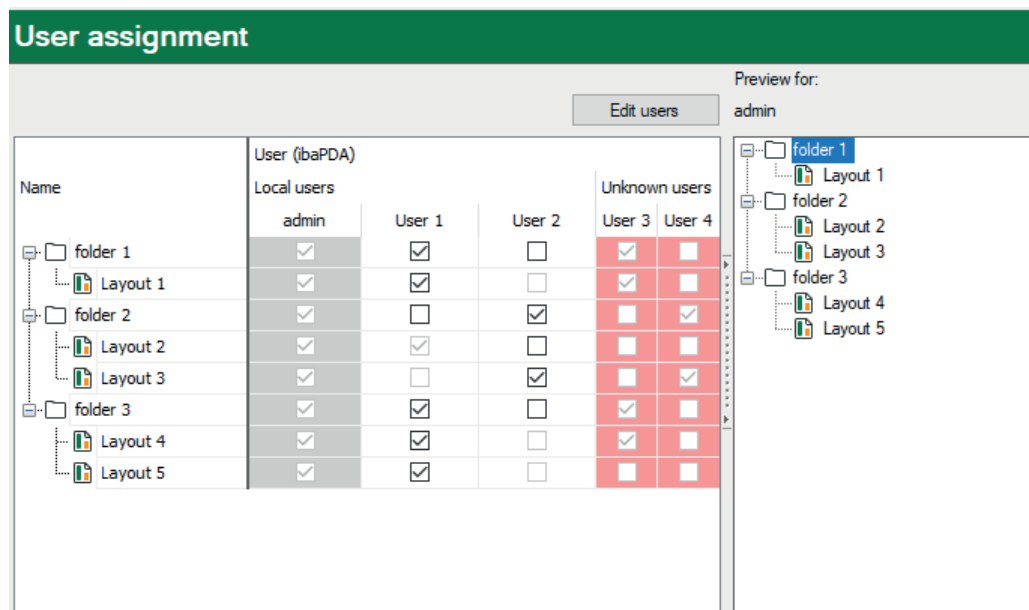 User assignment
Preview for:
Edit users
admin
User (ibaPDA)
Name
Local users
Unknown users
admin
User 1
User 2
User 3
User 4
folder 1
Layout 1
folder 2
Layout 2
Layout 3
folder 3
Layout 4
Layout 5
folder 1
Layout 1
folder 2
Layout 2
Layout 3
folder 3
Layout 4
Layout 5